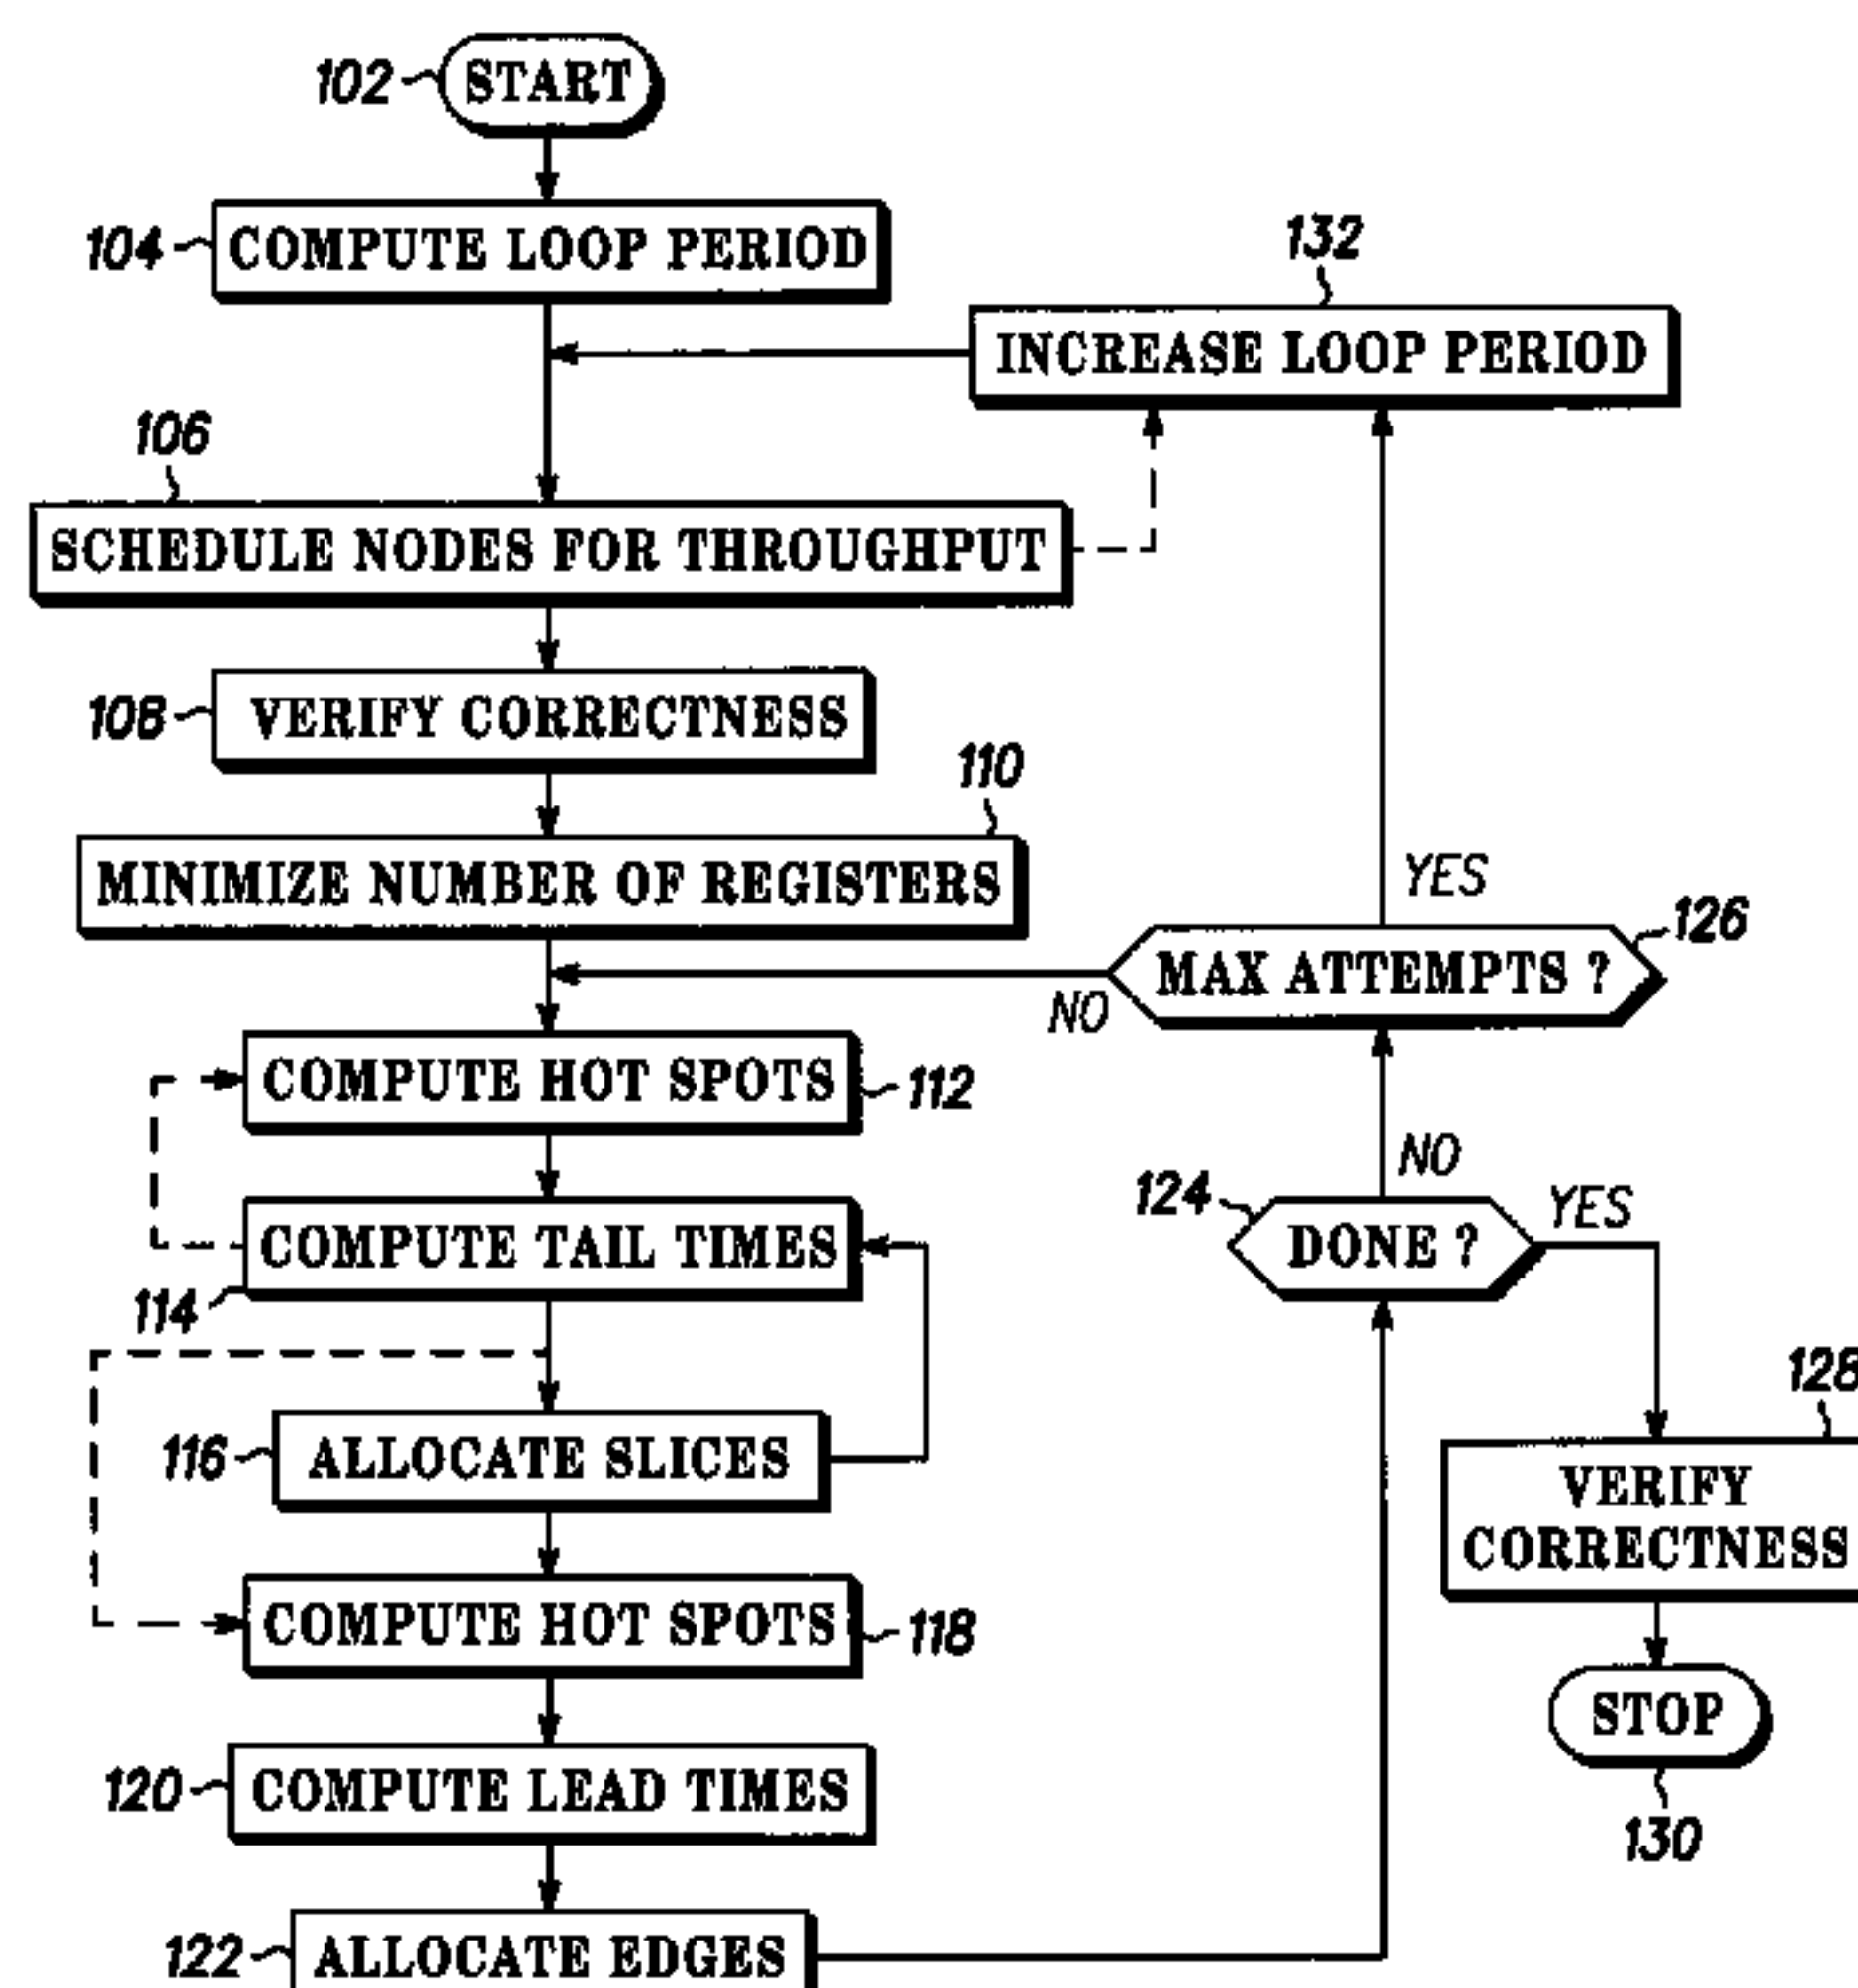 102
START
104
COMPUTE LOOP PERIOD
132
INCREASE LOOP PERIOD
106
SCHEDULE NODES FOR THROUGHPUT
108
VERIFY CORRECTNESS
110
MINIMIZE NUMBER OF REGISTERS
YES
126
MAX ATTEMPTS ?
NO
COMPUTE HOT SPOTS
112
NO
124
YES
COMPUTE TAIL TIMES
DONE ?
114
128
116
ALLOCATE SLICES
VERIFY
CORRECTNESS
COMPUTE HOT SPOTS
118
STOP
120
COMPUTE LEAD TIMES
130
122
ALLOCATE EDGES